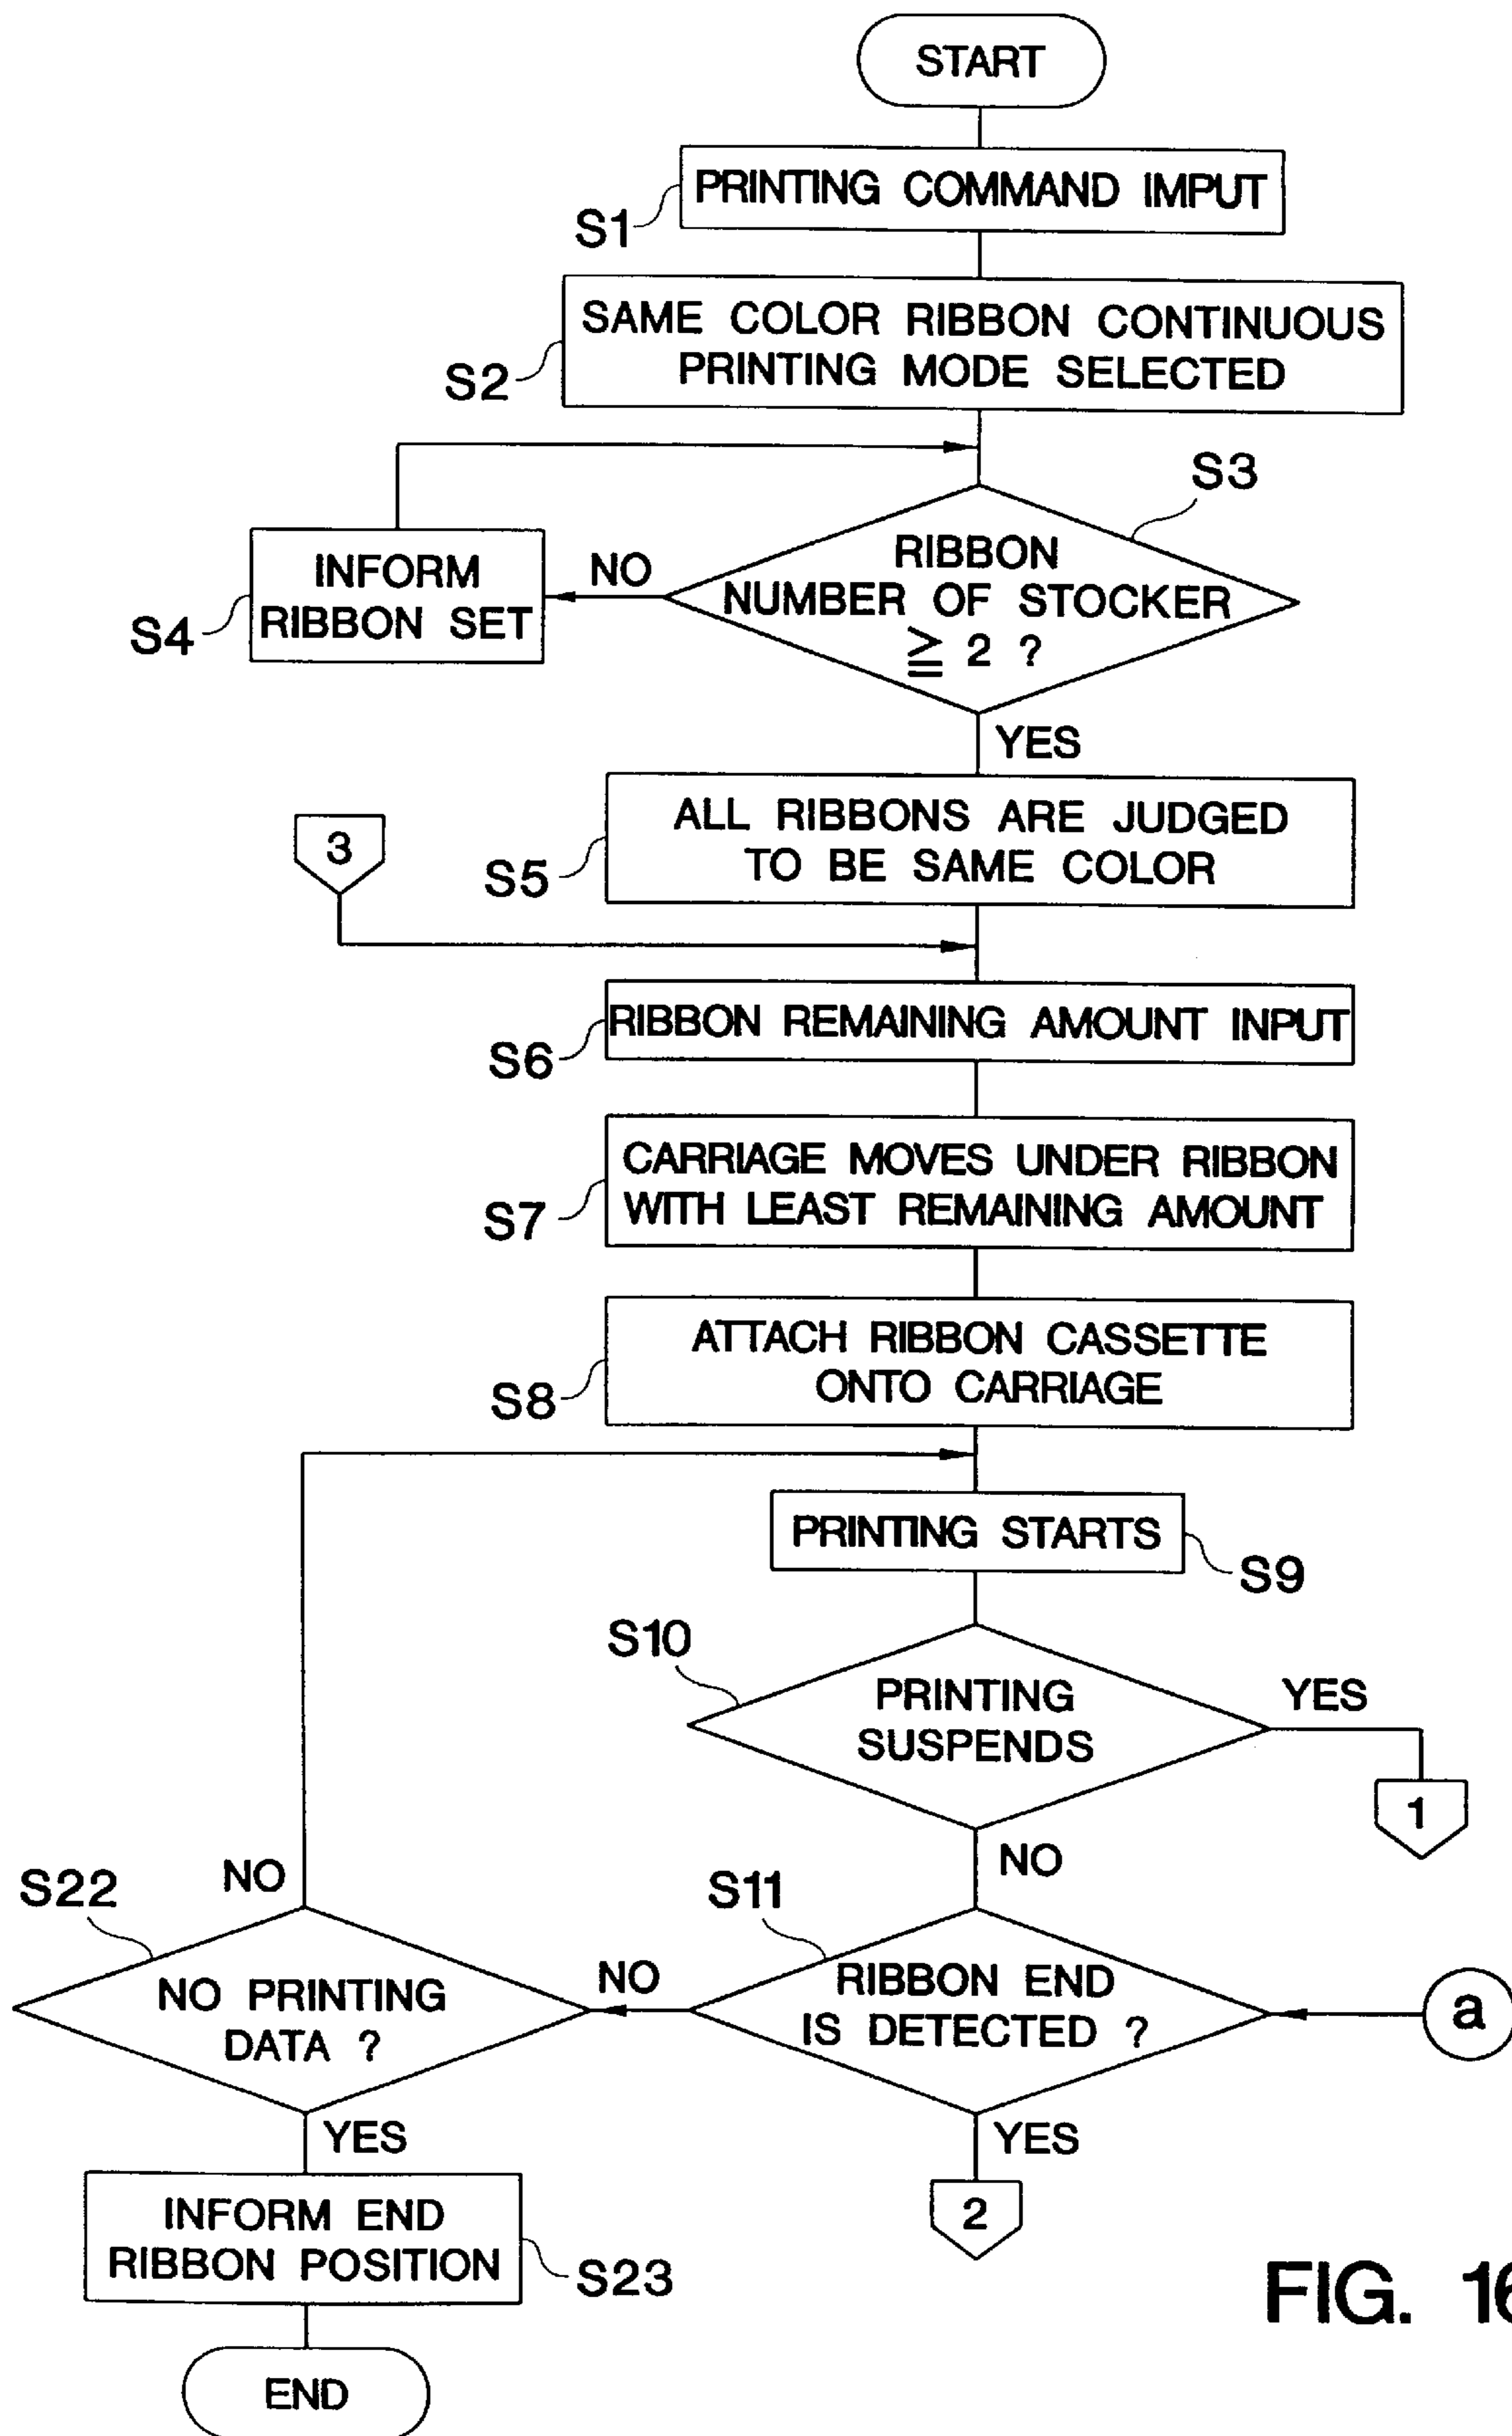 START
PRINTING COMMAND IMPUT
S1
SAME COLOR RIBBON CONTINUOUS
PRINTING MODE SELECTED
S2
S3
RIBBON
NUMBER OF STOCKER
≧ 2 ?
NO
INFORM
RIBBON SET
S4
YES
ALL RIBBONS ARE JUDGED
TO BE SAME COLOR
S5
3
RIBBON REMAINING AMOUNT INPUT
S6
CARRIAGE MOVES UNDER RIBBON
WITH LEAST REMAINING AMOUNT
S7
ATTACH RIBBON CASSETTE
ONTO CARRIAGE
S8
PRINTING STARTS
S9
S10
PRINTING
SUSPENDS
YES
1
NO
S11
RIBBON END
IS DETECTED ?
a
NO
YES
2
S22
NO
NO PRINTING
DATA ?
YES
INFORM END
RIBBON POSITION
S23
END
FIG. 16